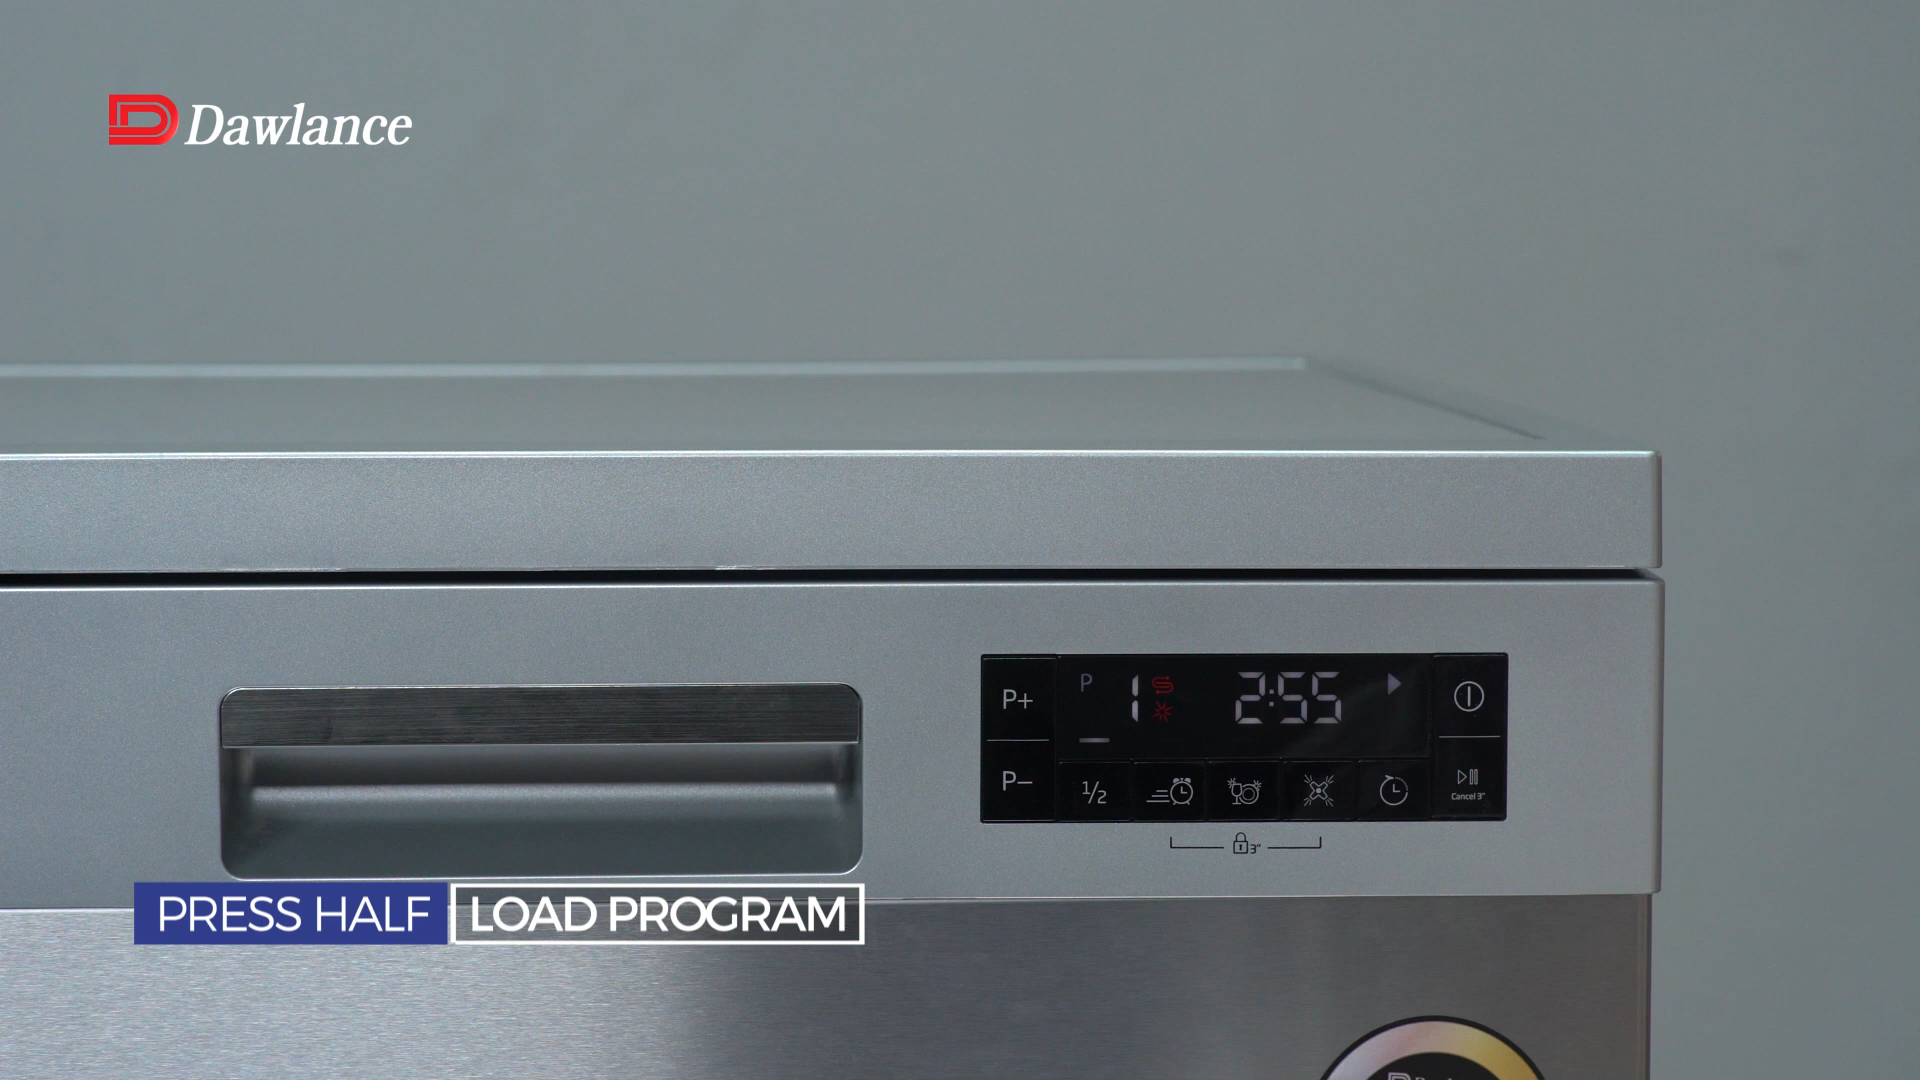 Dawlance
P+
P 1 2:55
P-
1/2
Cancel 3"
3"
PRESS HALF LOAD PROGRAM